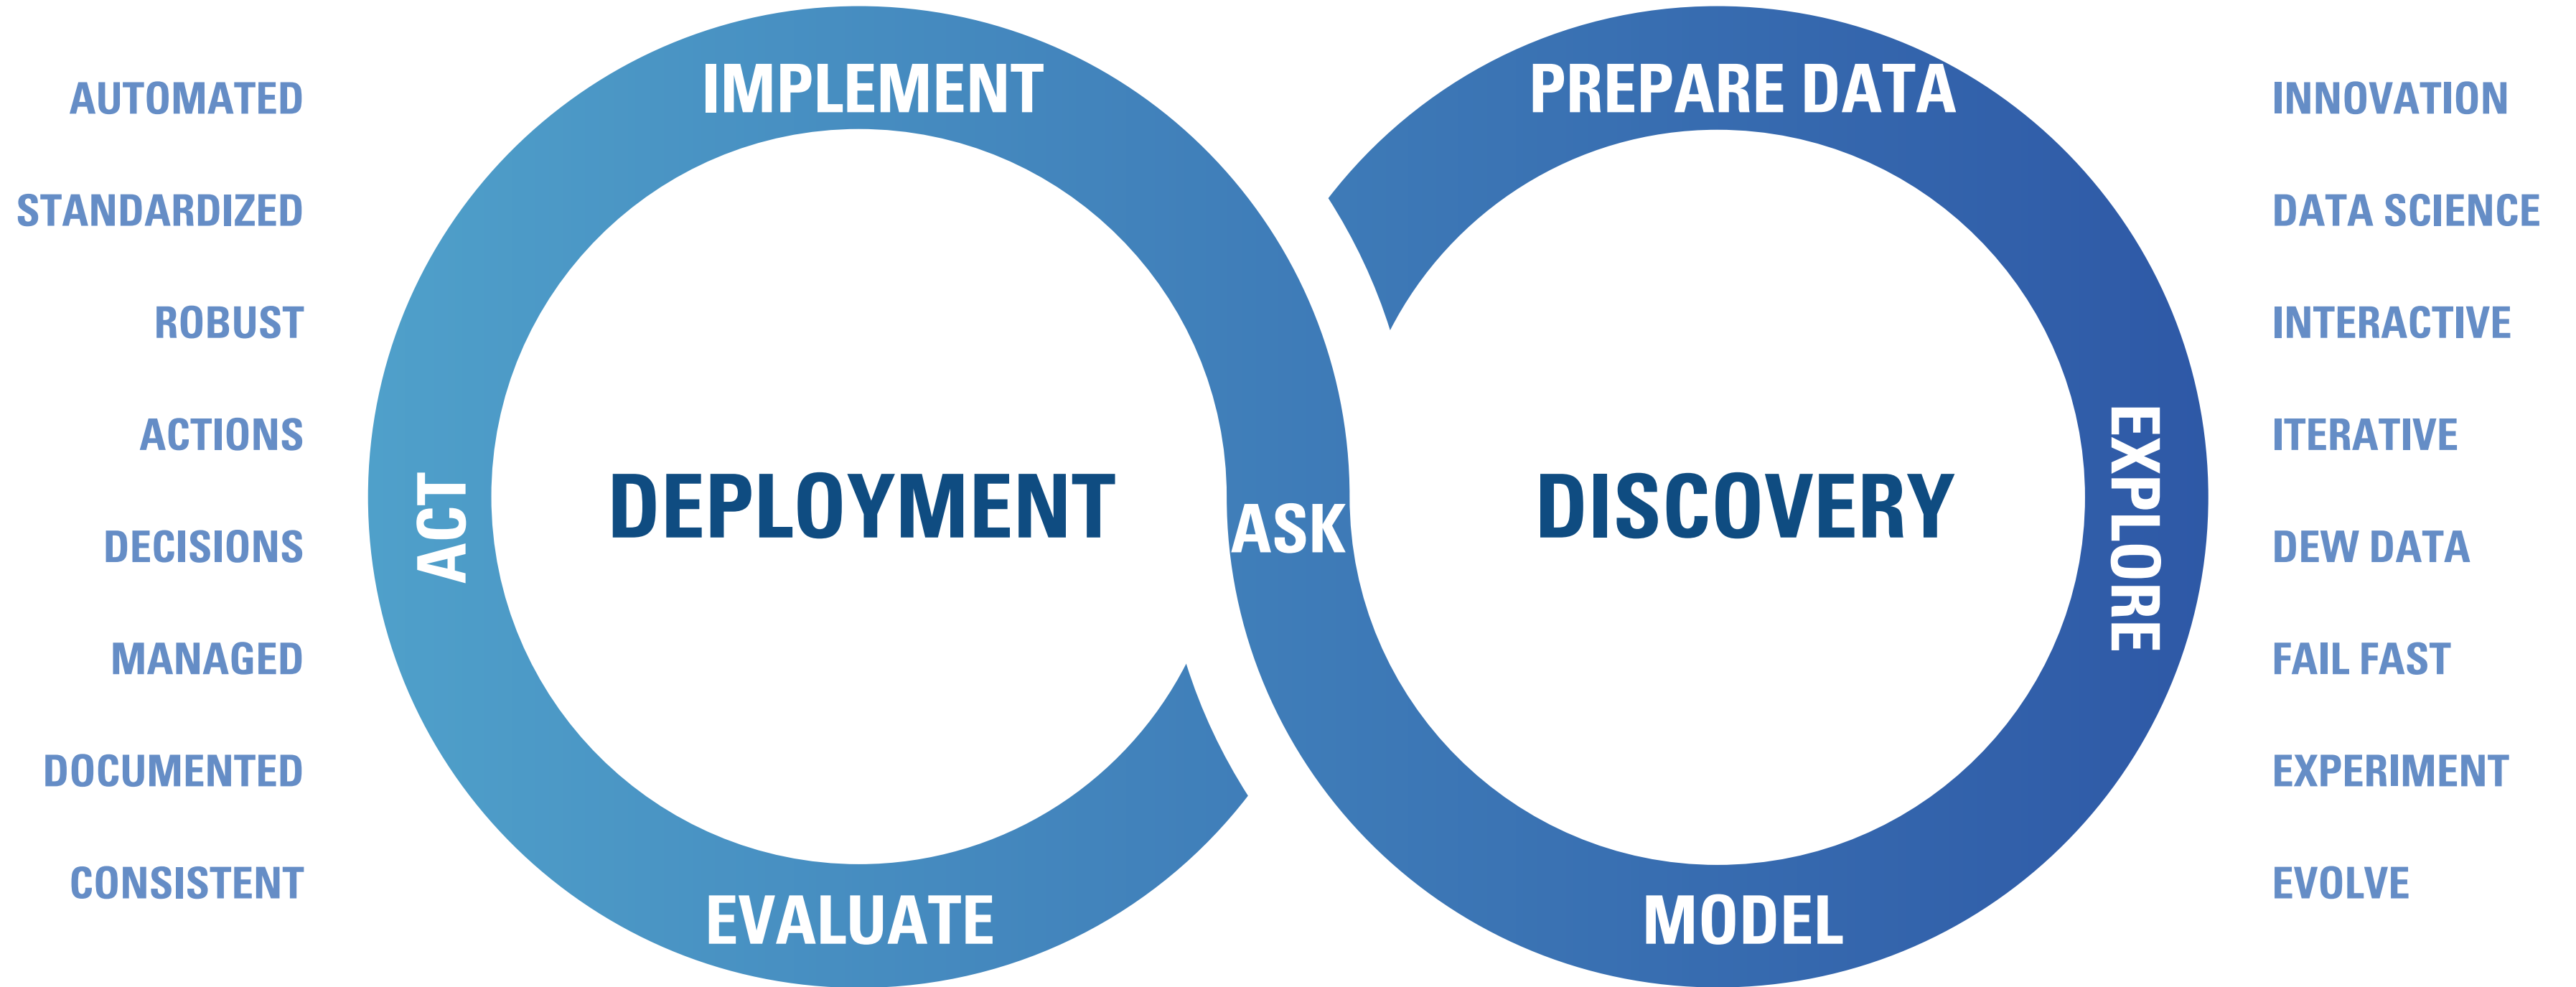 AUTOMATED
STANDARDIZED
ROBUST
ACTIONS
DECISIONS
MANAGED
DOCUMENTED
CONSISTENT
IMPLEMENT
ACT
DEPLOYMENT
EVALUATE
ASK
PREPARE DATA
DISCOVERY
EXPLORE
MODEL
INNOVATION
DATA SCIENCE
INTERACTIVE
ITERATIVE
DEW DATA
FAIL FAST
EXPERIMENT
EVOLVE